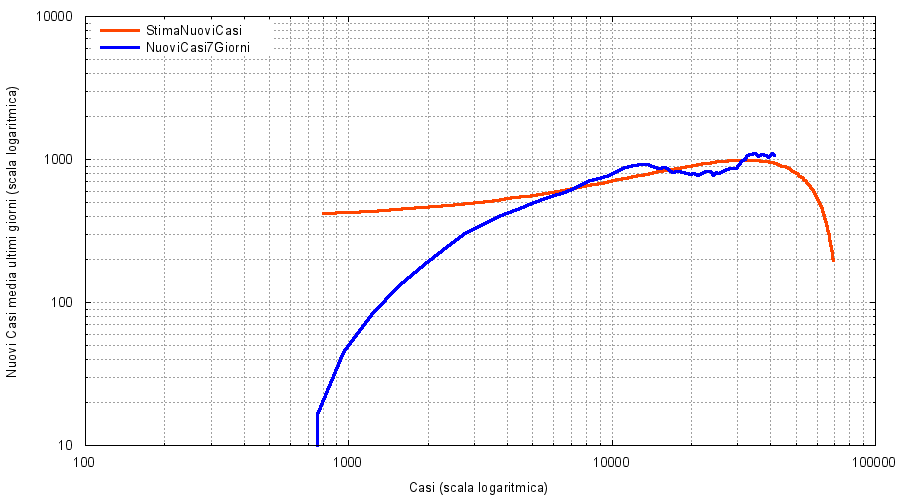 10000
StimaNuoviCasi
NuoviCasi7Giorni
1000
100
10
Nuovi Casi media ultimi giorni (scala logaritmica)
100
1000
10000
100000
Casi (scala logaritmica)